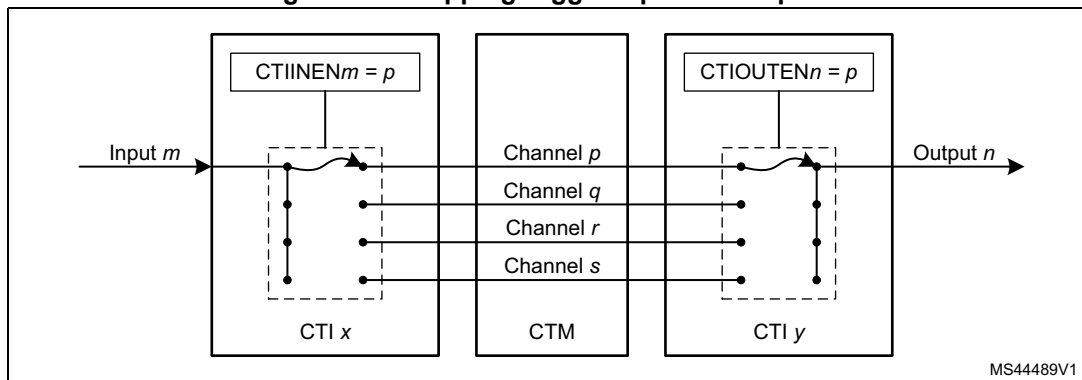 CTIINENm = p
CTIOUTENn = p
Input m
Channel p
Output n
Channel q
Channel r
Channel s
CTI x
CTM
CTI y
MS44489V1